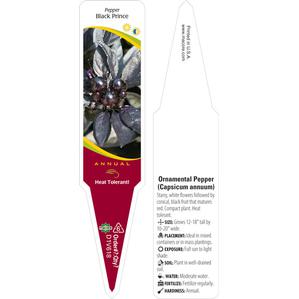 Pepper
Black Prince
ANNUAL
Heat Tolerant!
Printed in U.S.A.
Ornamental Pepper
(Capsicum annuum)
Starry, white flowers followed by
conical, black fruit that matures
red. Compact plant. Heat
tolerant.
SIZE: Grows 12-18" tall by
10-20" wide.
PLACEMENT: Ideal in mixed
containers or in mass plantings.
EXPOSURE: Full sun to light
shade.
SOIL: Plant in well-drained
soil.
WATER: Moderate water.
FERTILIZE: Fertilize regularly.
HARDINESS: Annual.